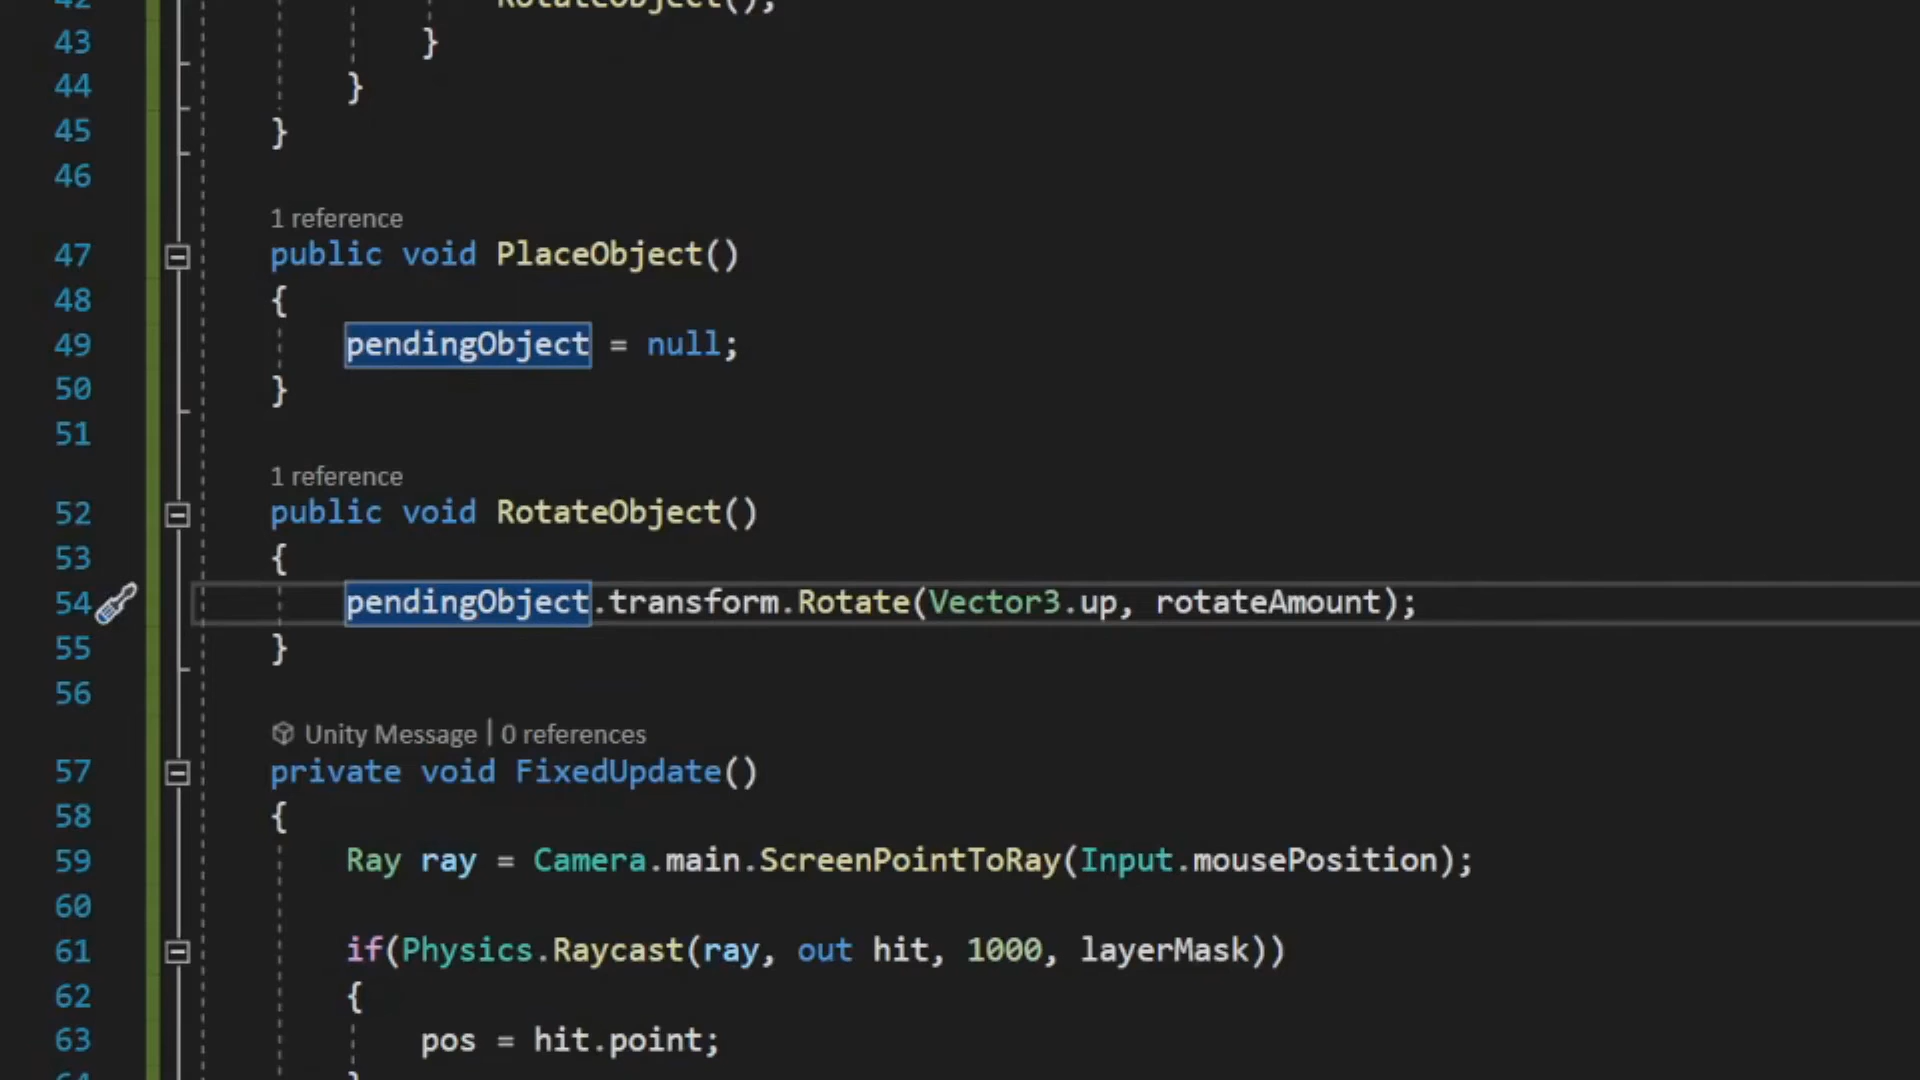 42 RotateObject();
43 }
44 }
45 }
46
1 reference
47 public void PlaceObject()
48 {
49 pendingObject = null;
50 }
51
1 reference
52 public void RotateObject()
53 {
54 pendingObject.transform.Rotate(Vector3.up, rotateAmount);
55 }
56
Unity Message | 0 references
57 private void FixedUpdate()
58 {
59 Ray ray = Camera.main.ScreenPointToRay(Input.mousePosition);
60
61 if(Physics.Raycast(ray, out hit, 1000, layerMask))
62 {
63 pos = hit.point;
64 }